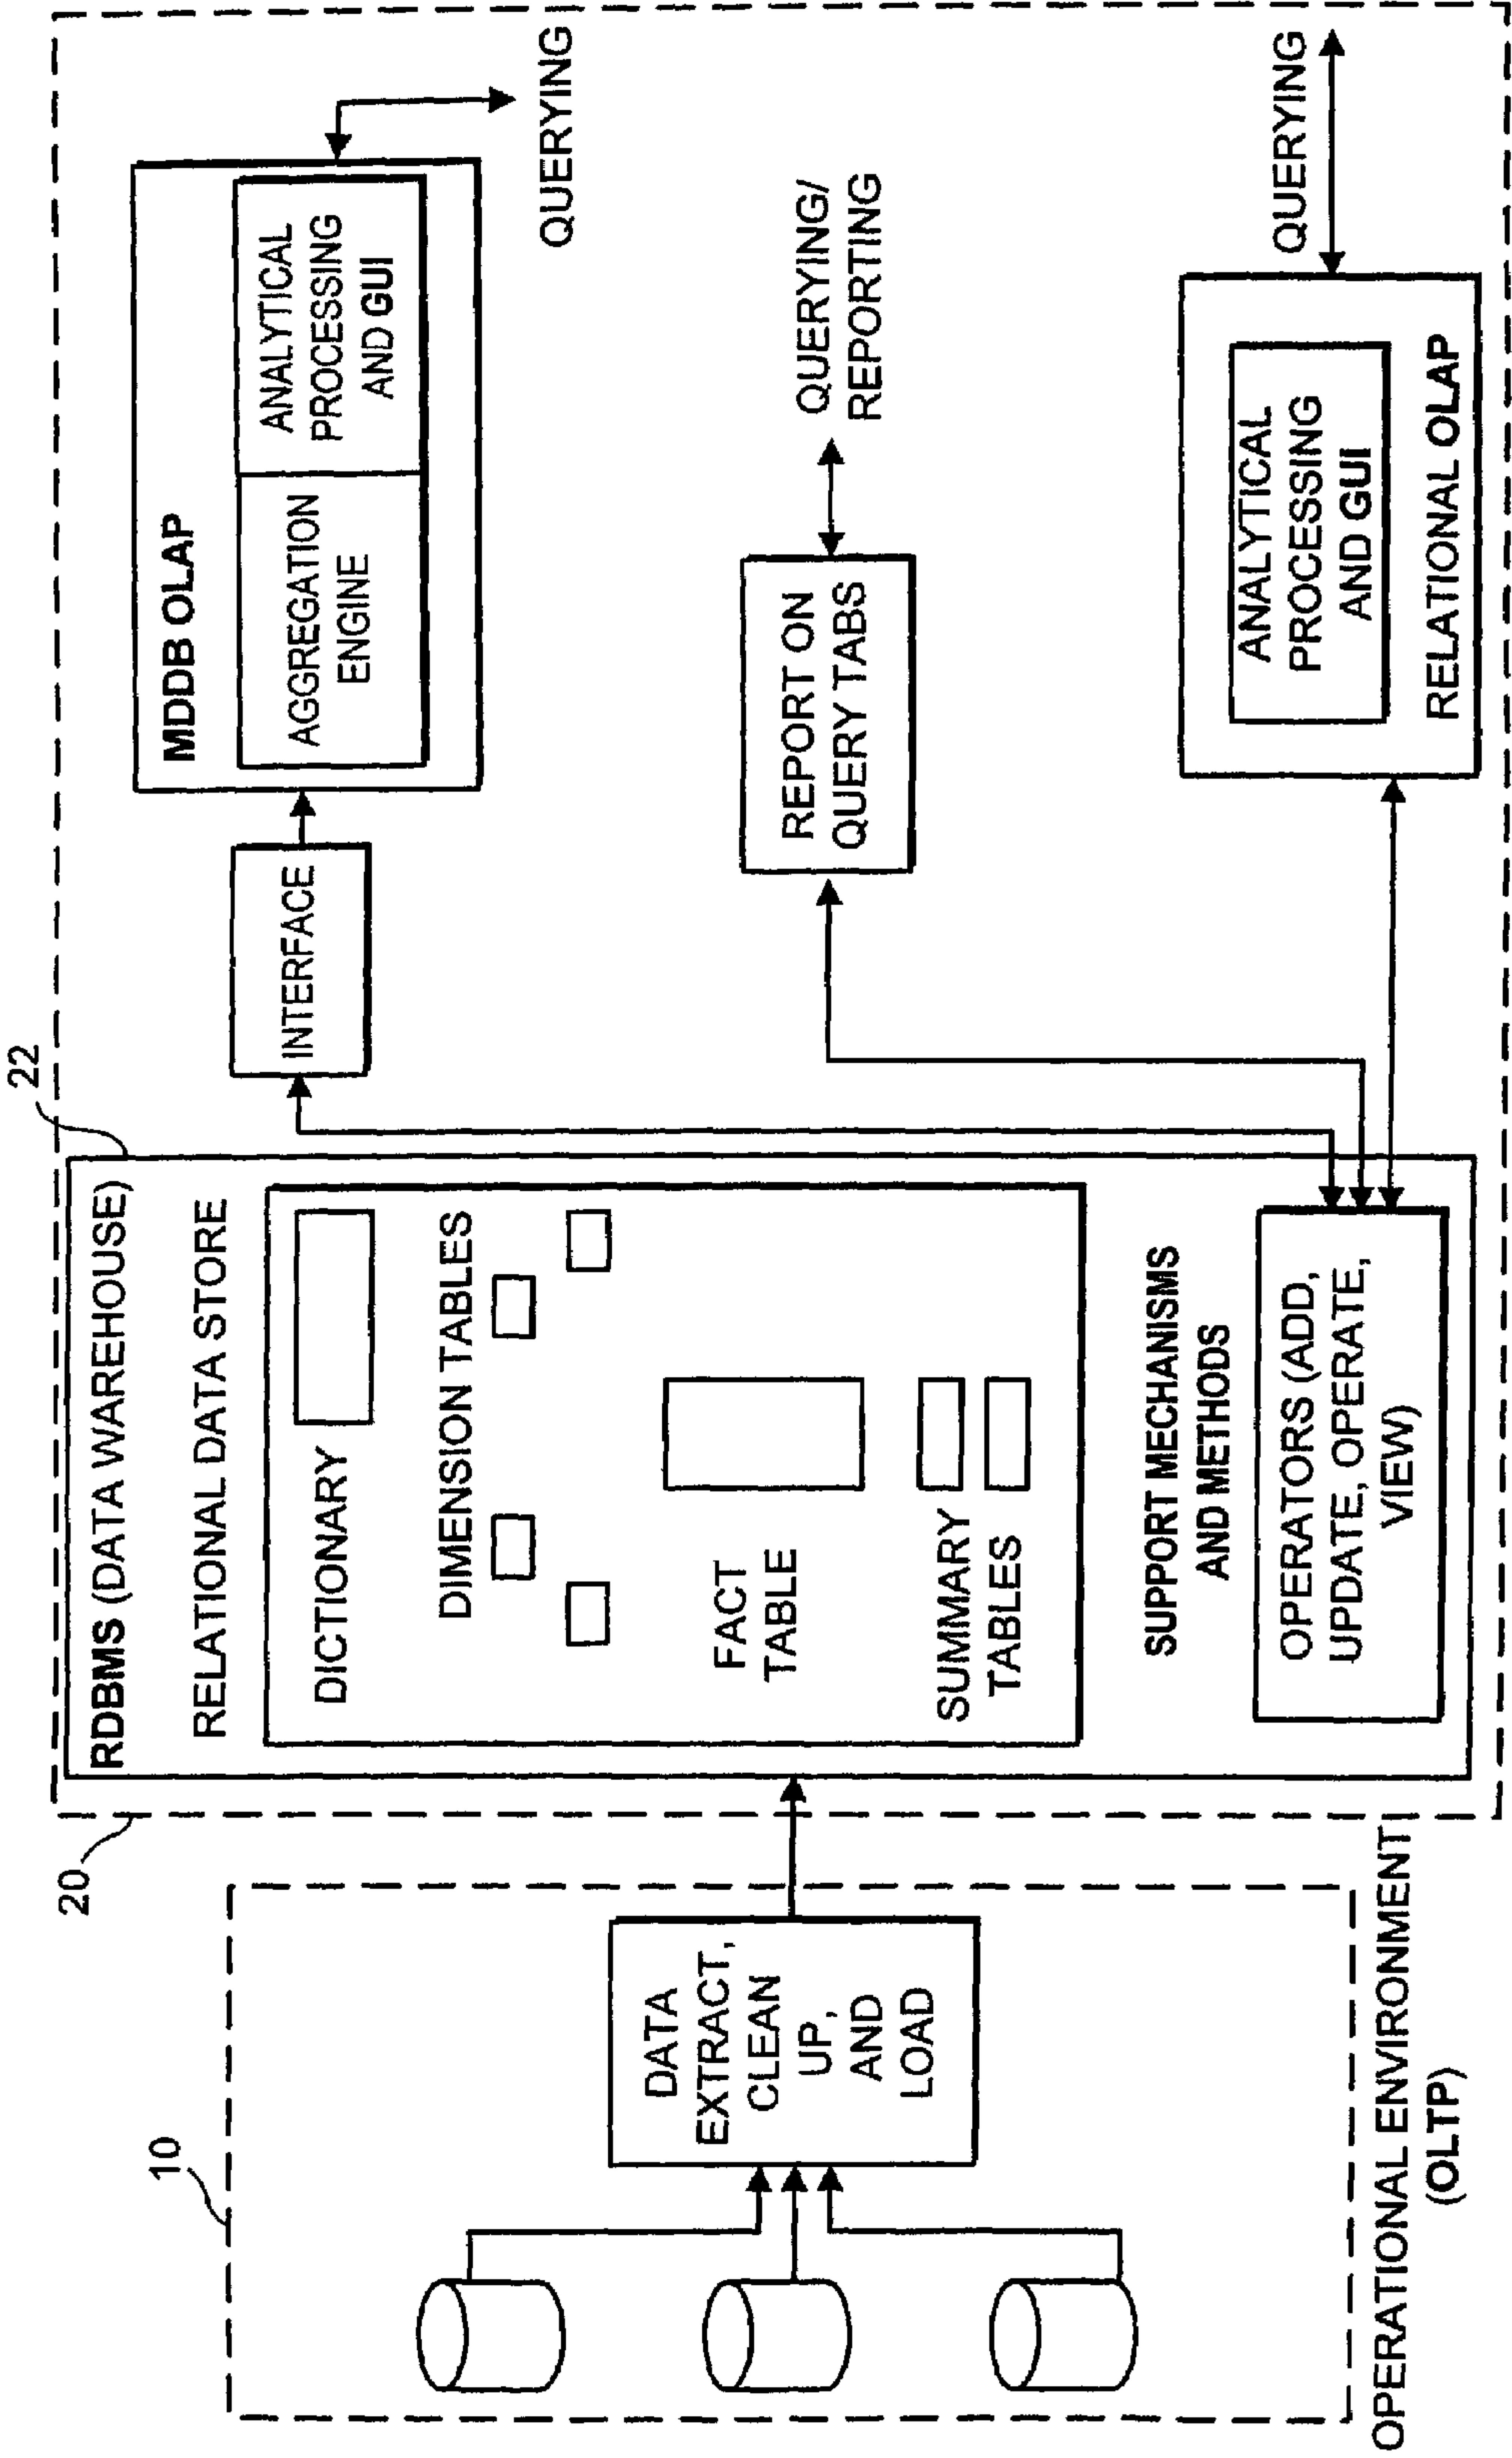 10
DATA
EXTRACT,
CLEAN
UP,
AND
LOAD
OPERATIONAL ENVIRONMENT
(OLTP)
20
22
RDBMS (DATA WAREHOUSE)
RELATIONAL DATA STORE
DICTIONARY
DIMENSION TABLES
FACT
TABLE
SUMMARY
TABLES
SUPPORT MECHANISMS
AND METHODS
OPERATORS (ADD,
UPDATE, OPERATE,
VIEW)
INTERFACE
MDDB OLAP
AGGREGATION
ENGINE
ANALYTICAL
PROCESSING
AND GUI
QUERYING
REPORT ON
QUERY TABS
QUERYING/
REPORTING
ANALYTICAL
PROCESSING
AND GUI
RELATIONAL OLAP
QUERYING